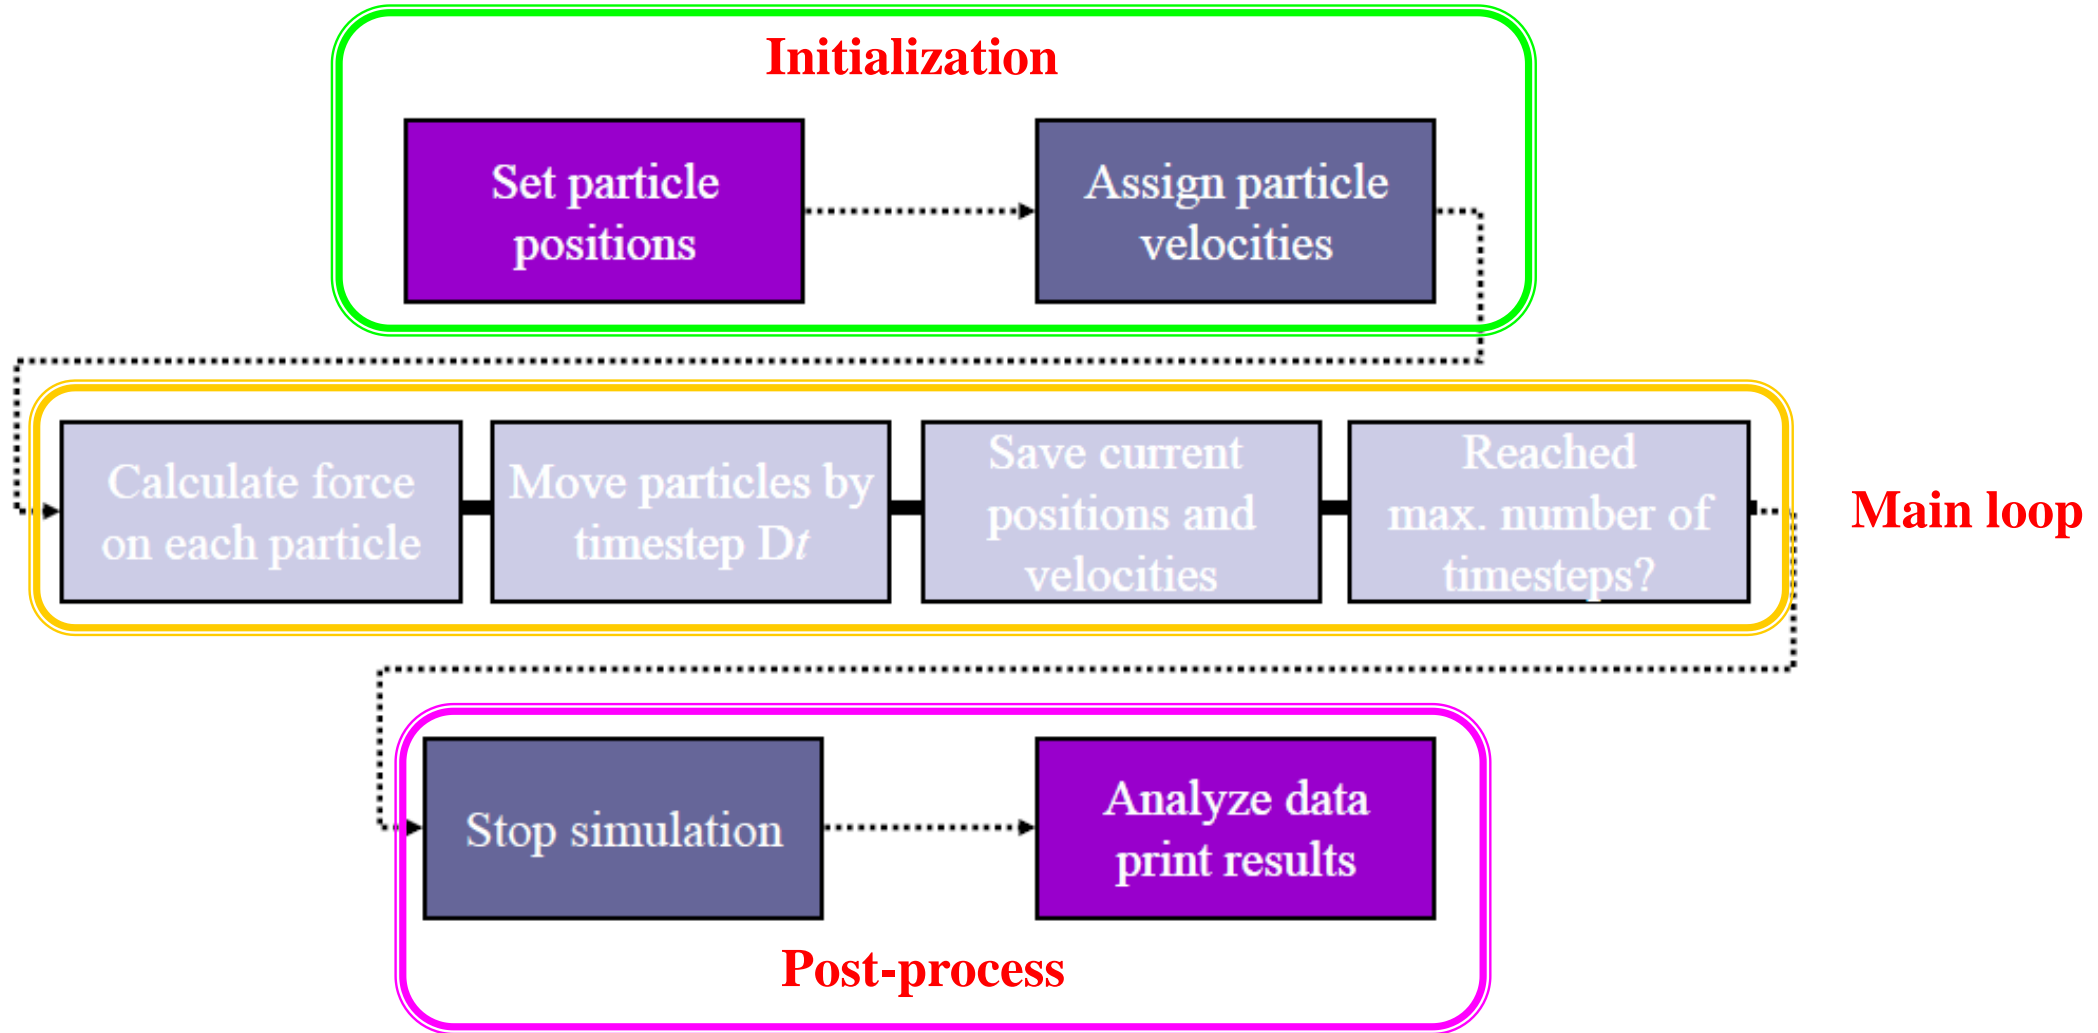 Initialization
Set particle
positions
Assign particle
velocities
Calculate force
on each particle
Move particles by
timestep Dt
Save current
positions and
velocities
Reached
max. number of
timesteps?
Main loop
Stop simulation
Analyze data
print results
Post-process